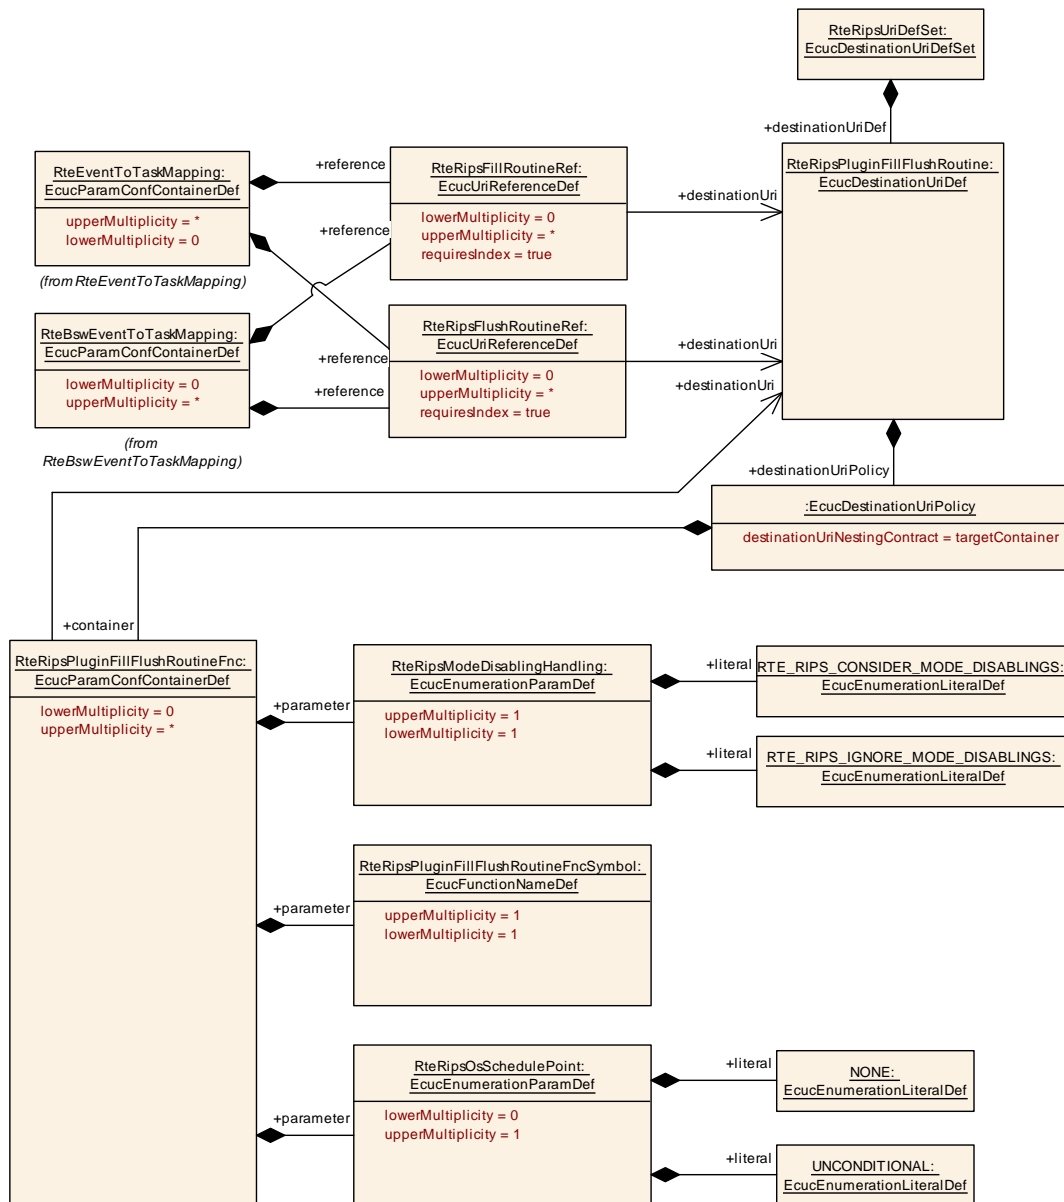 RteRipsUriDefSet:
EcucDestinationUriDefSet
+destinationUriDef
RteRipsPluginFillFlushRoutine:
EcucDestinationUriDef
RteEventToTaskMapping:
EcucParamConfContainerDef
upperMultiplicity = *
lowerMultiplicity = 0
(from RteEventToTaskMapping)
+reference
RteRipsFillRoutineRef:
EcucUriReferenceDef
lowerMultiplicity = 0
upperMultiplicity = *
requiresIndex = true
+destinationUri
+reference
RteBswEventToTaskMapping:
EcucParamConfContainerDef
lowerMultiplicity = 0
upperMultiplicity = *
(from
RteBswEventToTaskMapping)
+reference
+reference
RteRipsFlushRoutineRef:
EcucUriReferenceDef
lowerMultiplicity = 0
upperMultiplicity = *
requiresIndex = true
+destinationUri
+destinationUri
+destinationUriPolicy
:EcucDestinationUriPolicy
destinationUriNestingContract = targetContainer
+container
RteRipsPluginFillFlushRoutineFnc:
EcucParamConfContainerDef
lowerMultiplicity = 0
upperMultiplicity = *
+parameter
RteRipsModeDisablingHandling:
EcucEnumerationParamDef
upperMultiplicity = 1
lowerMultiplicity = 1
+literal
RTE_RIPS_CONSIDER_MODE_DISABLINGS:
EcucEnumerationLiteralDef
+literal
RTE_RIPS_IGNORE_MODE_DISABLINGS:
EcucEnumerationLiteralDef
+parameter
RteRipsPluginFillFlushRoutineFncSymbol:
EcucFunctionNameDef
upperMultiplicity = 1
lowerMultiplicity = 1
+parameter
RteRipsOsSchedulePoint:
EcucEnumerationParamDef
lowerMultiplicity = 0
upperMultiplicity = 1
+literal
NONE:
EcucEnumerationLiteralDef
+literal
UNCONDITIONAL:
EcucEnumerationLiteralDef